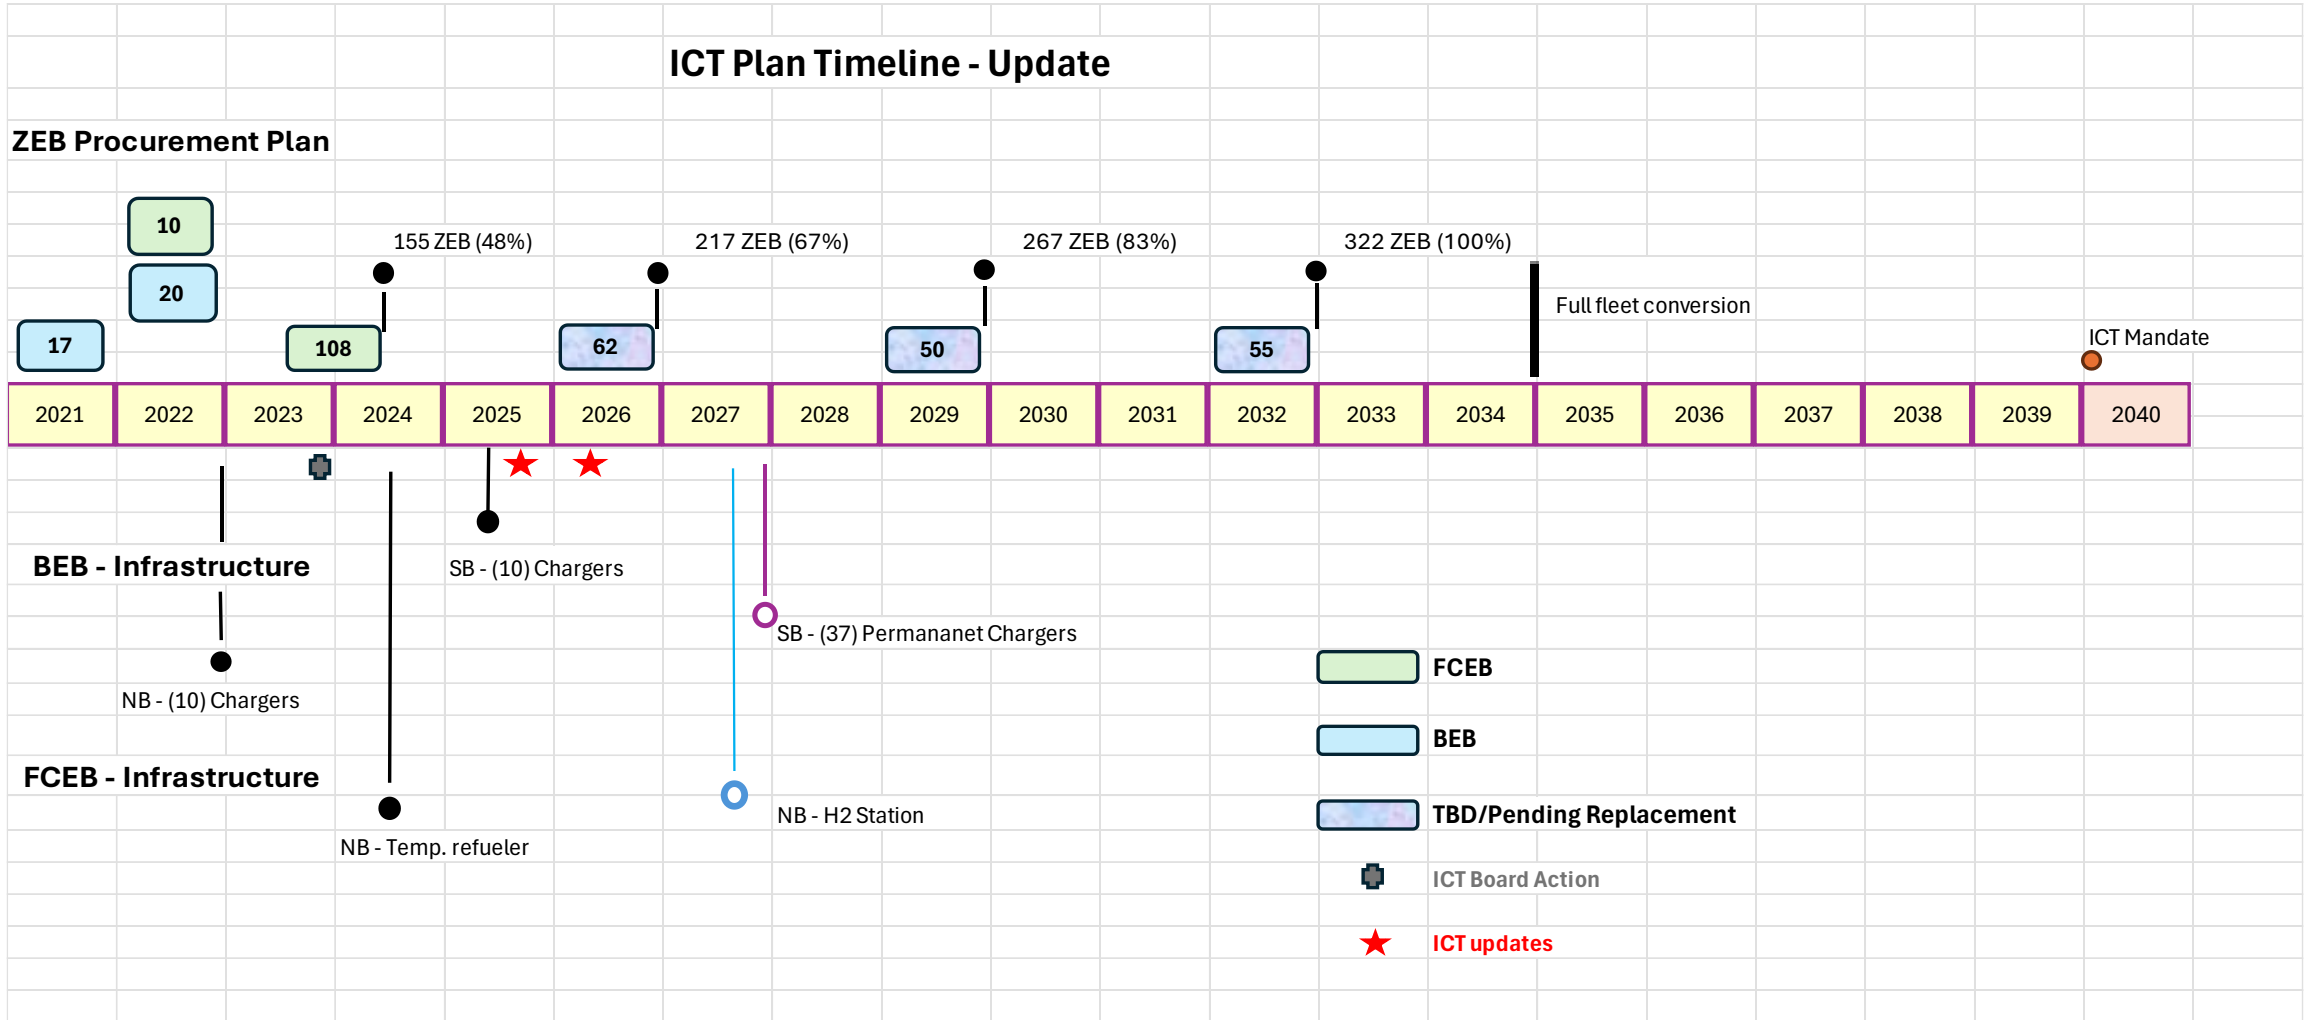 ICT Plan Timeline - Update
ZEB Procurement Plan
10
155 ZEB (48%)
217 ZEB (67%)
267 ZEB (83%)
322 ZEB (100%)
20
Full fleet conversion
17
108
62
50
55
ICT Mandate
2021
2022
2023
2024
2025
2026
2027
2028
2029
2030
2031
2032
2033
2034
2035
2036
2037
2038
2039
2040
BEB - Infrastructure
SB - (10) Chargers
SB - (37) Permananet Chargers
NB - (10) Chargers
FCEB
BEB
FCEB - Infrastructure
NB - H2 Station
TBD/Pending Replacement
NB - Temp. refueler
ICT Board Action
ICT updates